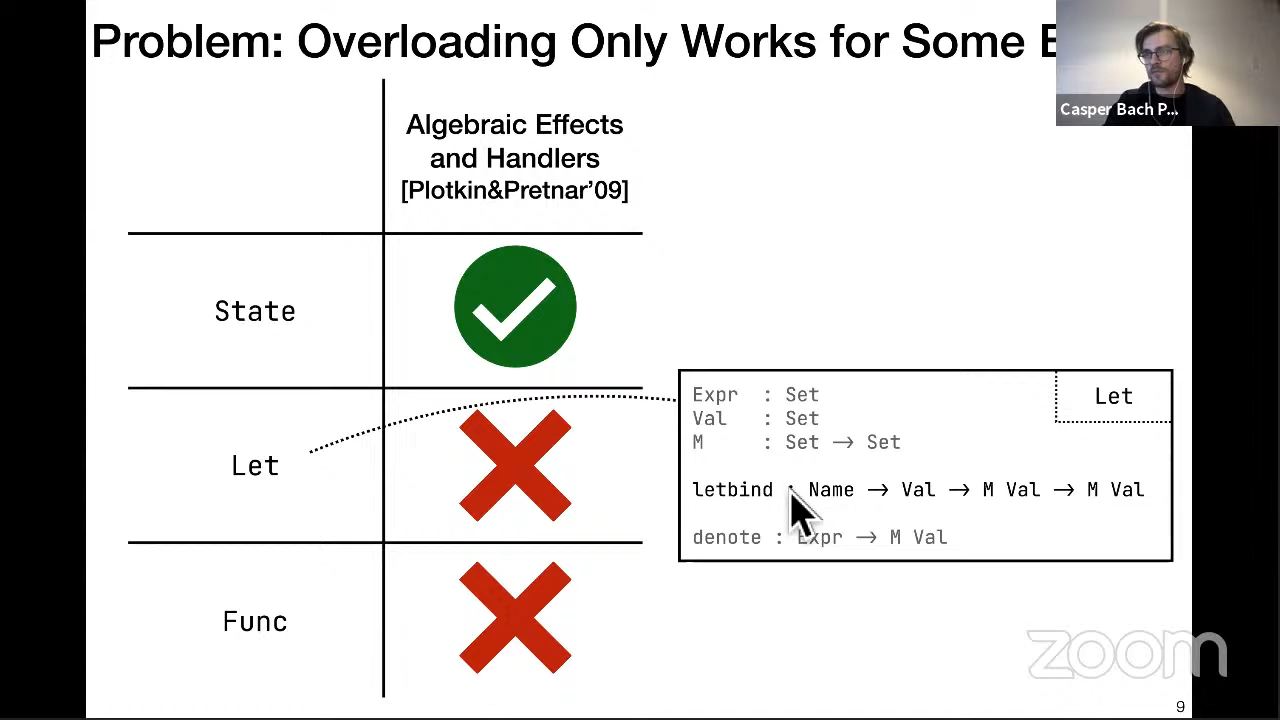 Problem: Overloading Only Works for Some
Casper Bach P...
Algebraic Effects
and Handlers
[Plotkin&Pretnar’09]
State
Let
Func
Expr : Set
Val : Set
M : Set → Set
Let
letbind : Name → Val → M Val → M Val
denote : Expr → M Val
zoom
9